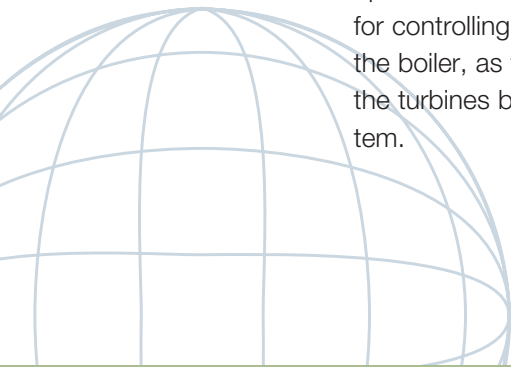 for controlling
the boiler, as
the turbines b
tem.